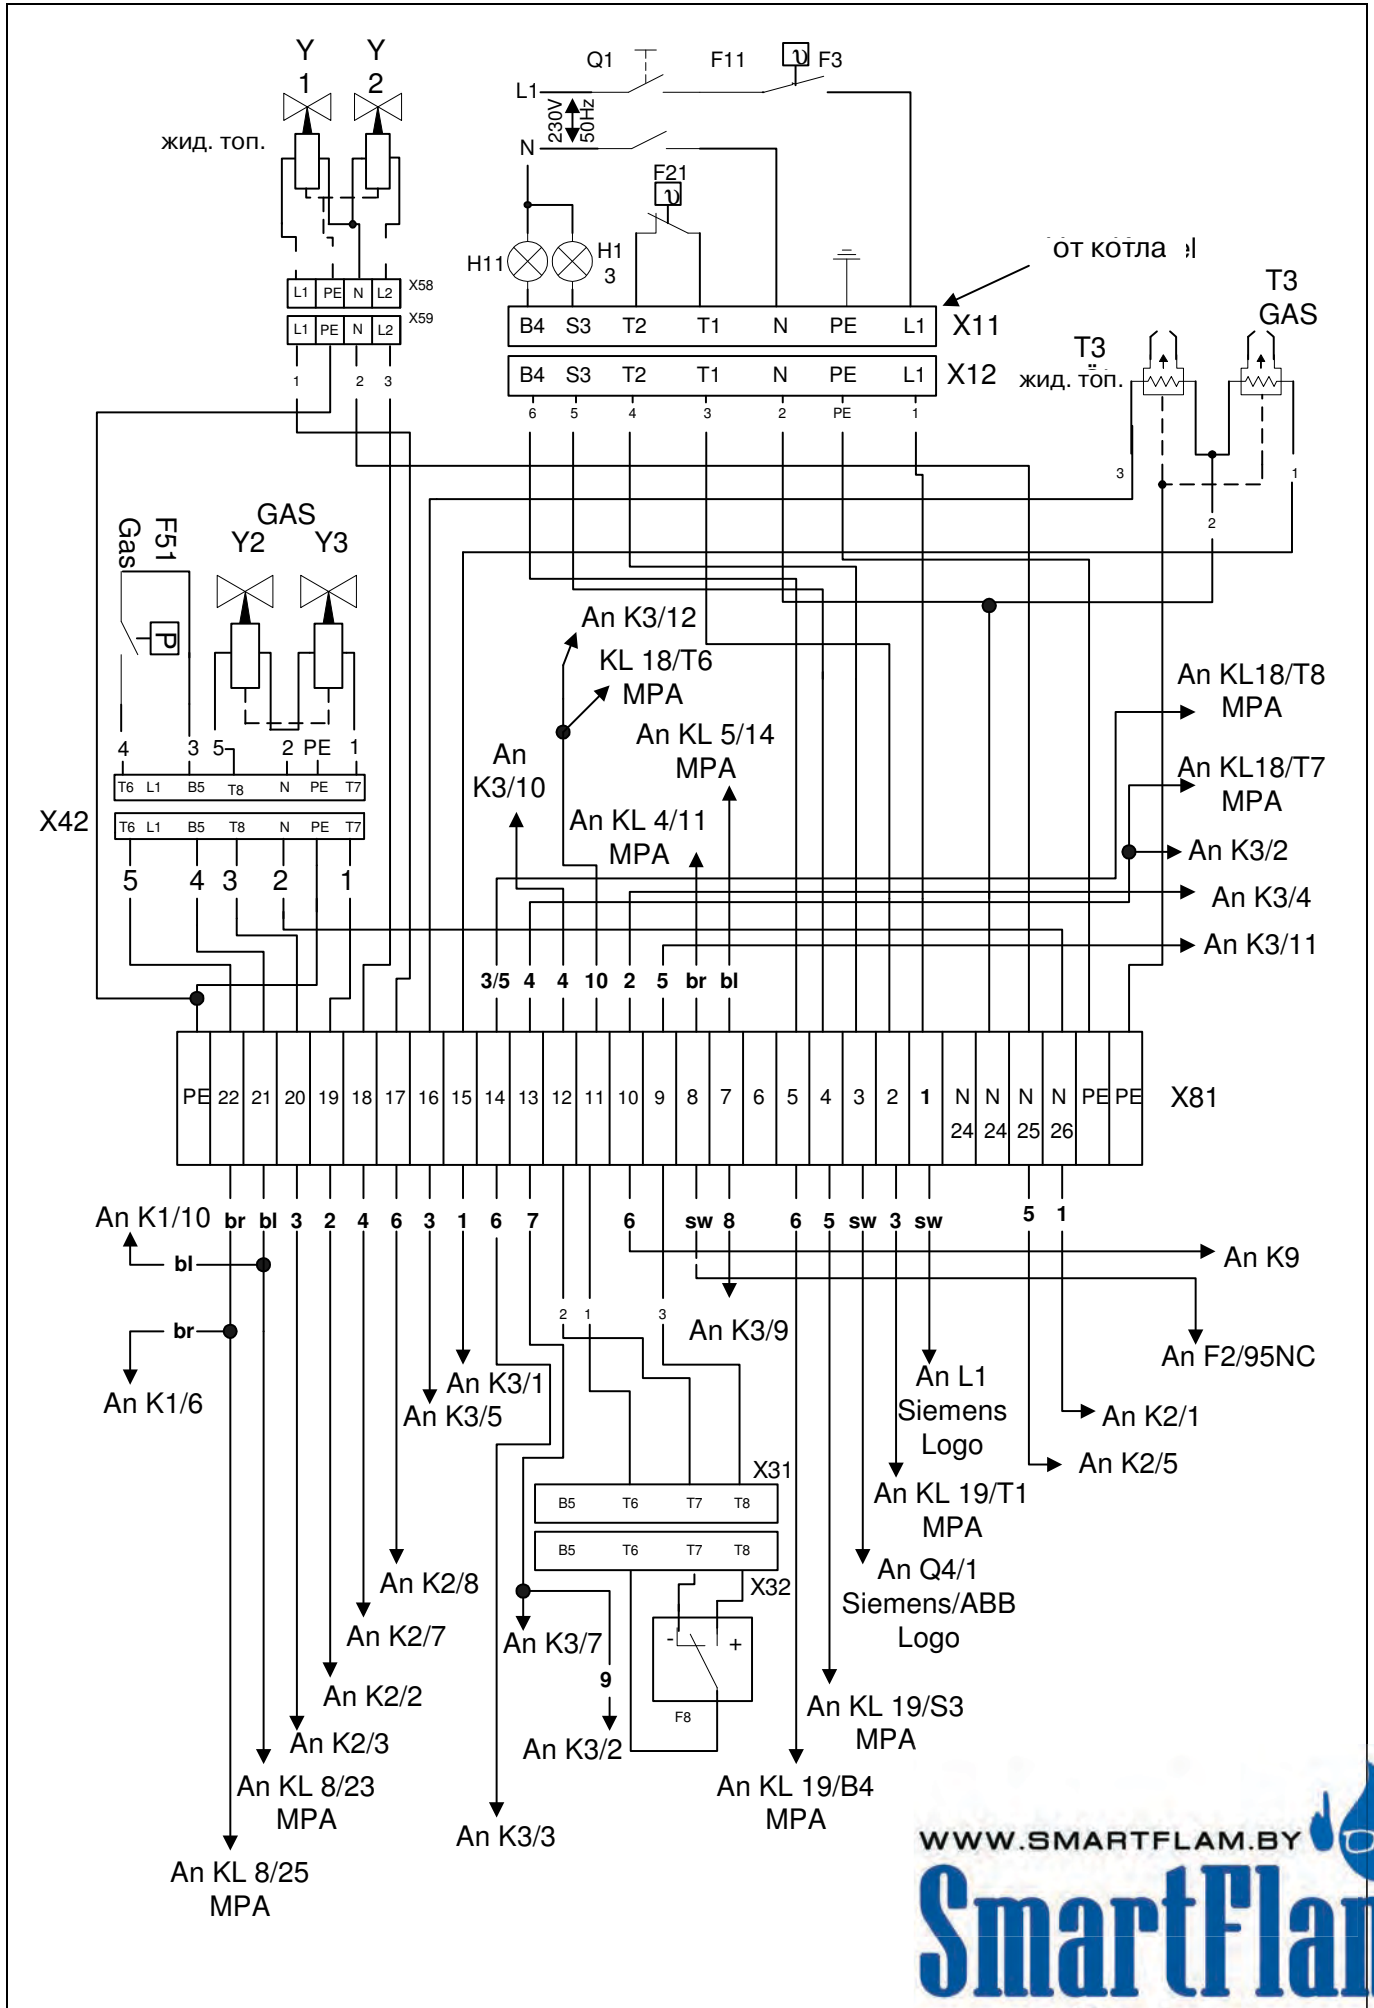 Y Y
1 2
жид. топ.
Q1 F11 υ F3
L1
230V
50Hz
N
F21
υ
H11 H1
3
от котла el
T3
GAS
L1 PE N L2 X58
L1 PE N L2 X59
1 2 3
B4 S3 T2 T1 N PE L1 X11
B4 S3 T2 T1 N PE L1 X12
6 5 4 3 2 PE 1
T3
жид. топ.
3 2 1
F51
Gas
P
GAS
Y2 Y3
An K3/12
KL 18/T6
MPA
An KL 5/14
MPA
An
K3/10
An KL 4/11
MPA
An KL18/T8
MPA
An KL18/T7
MPA
An K3/2
An K3/4
An K3/11
4 3 5 2 PE 1
T6 L1 B5 T8 N PE T7
X42
T6 L1 B5 T8 N PE T7
5 4 3 2 1
3/5 4 4 10 2 5 br bl
PE 22 21 20 19 18 17 16 15 14 13 12 11 10 9 8 7 6 5 4 3 2 1 N N N N PE PE X81
24 24 25 26
An K1/10 br bl 3 2 4 6 3 1 6 7 6 sw 8 6 5 sw 3 sw 5 1
bl
An K9
2 1 3
br
An K3/9
An F2/95NC
An K1/6
An K3/1
An K3/5
An L1
Siemens
Logo
An K2/1
An K2/5
X31
B5 T6 T7 T8
An KL 19/T1
MPA
B5 T6 T7 T8
X32
An K2/8
An Q4/1
Siemens/ABB
Logo
An K2/7
An K3/7
- +
9
F8
An K2/2
An KL 19/S3
MPA
An K2/3
An K3/2
An KL 8/23
MPA
An KL 19/B4
MPA
An K3/3
An KL 8/25
MPA
WWW.SMARTFLAM.BY
SmartFlam